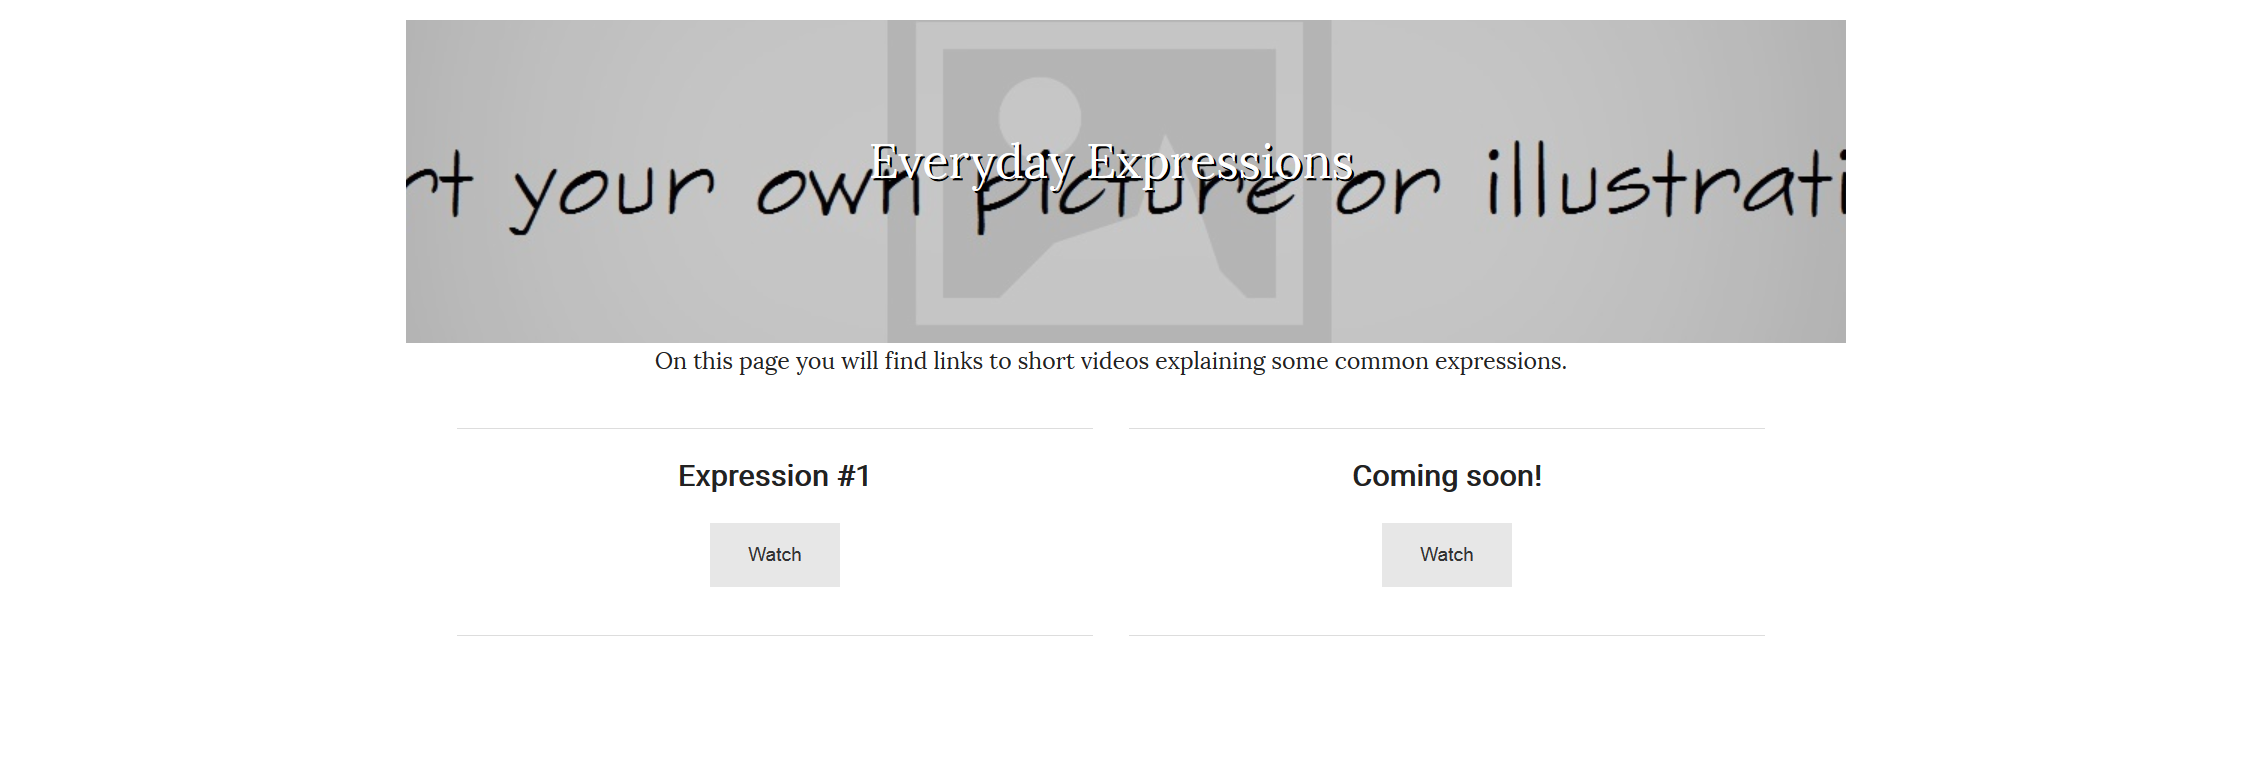 Everyday Expressions
rt your own picture or illustrati
On this page you will find links to short videos explaining some common expressions.
Expression #1
Coming soon!
Watch
Watch